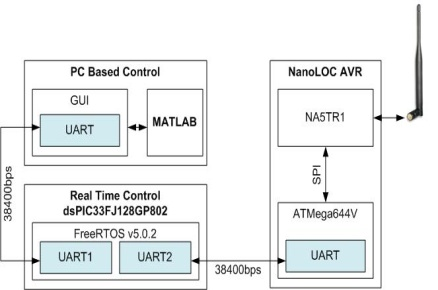 PC Based Control
GUI
UART
MATLAB
38400bps
Real Time Control
dsPIC33FJ128GP802
FreeRTOS v5.0.2
UART1
UART2
38400bps
NanoLOC AVR
NA5TR1
SPI
ATMega644V
UART